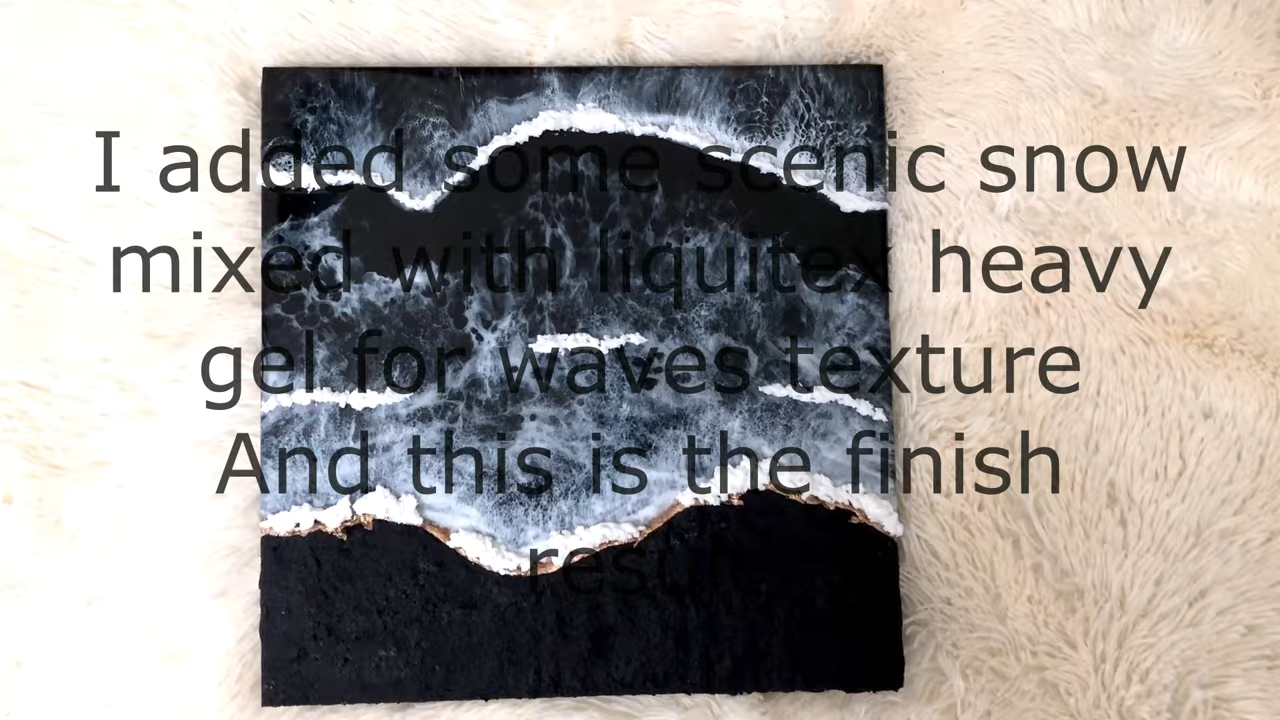 I added some scenic snow
mixed with liquitex heavy
gel for waves texture
And this is the finish
result